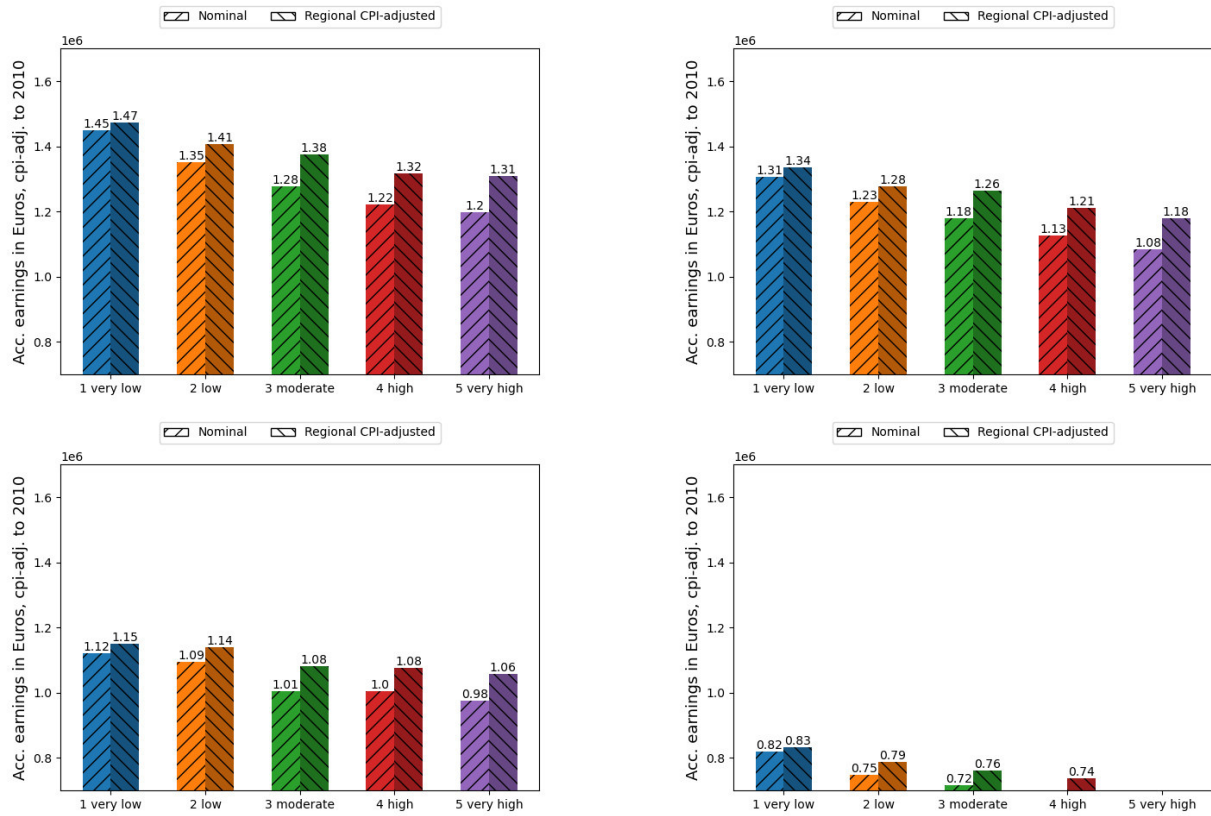 Nominal Regional CPI-adjusted
1e6
Acc. earnings in Euros, cpi-adj. to 2010
1.6
1.4
1.2
1.0
0.8
1.45 1.47
1.35 1.41
1.28 1.38
1.22 1.32
1.2 1.31
1 very low 2 low 3 moderate 4 high 5 very high
Nominal Regional CPI-adjusted
1e6
Acc. earnings in Euros, cpi-adj. to 2010
1.6
1.4
1.2
1.0
0.8
1.31 1.34
1.23 1.28
1.18 1.26
1.13 1.21
1.08 1.18
1 very low 2 low 3 moderate 4 high 5 very high
Nominal Regional CPI-adjusted
1e6
Acc. earnings in Euros, cpi-adj. to 2010
1.6
1.4
1.2
1.0
0.8
1.12 1.15
1.09 1.14
1.01 1.08
1.0 1.08
0.98 1.06
1 very low 2 low 3 moderate 4 high 5 very high
Nominal Regional CPI-adjusted
1e6
Acc. earnings in Euros, cpi-adj. to 2010
1.6
1.4
1.2
1.0
0.8
0.82 0.83
0.75 0.79
0.72 0.76
0.74
1 very low 2 low 3 moderate 4 high 5 very high